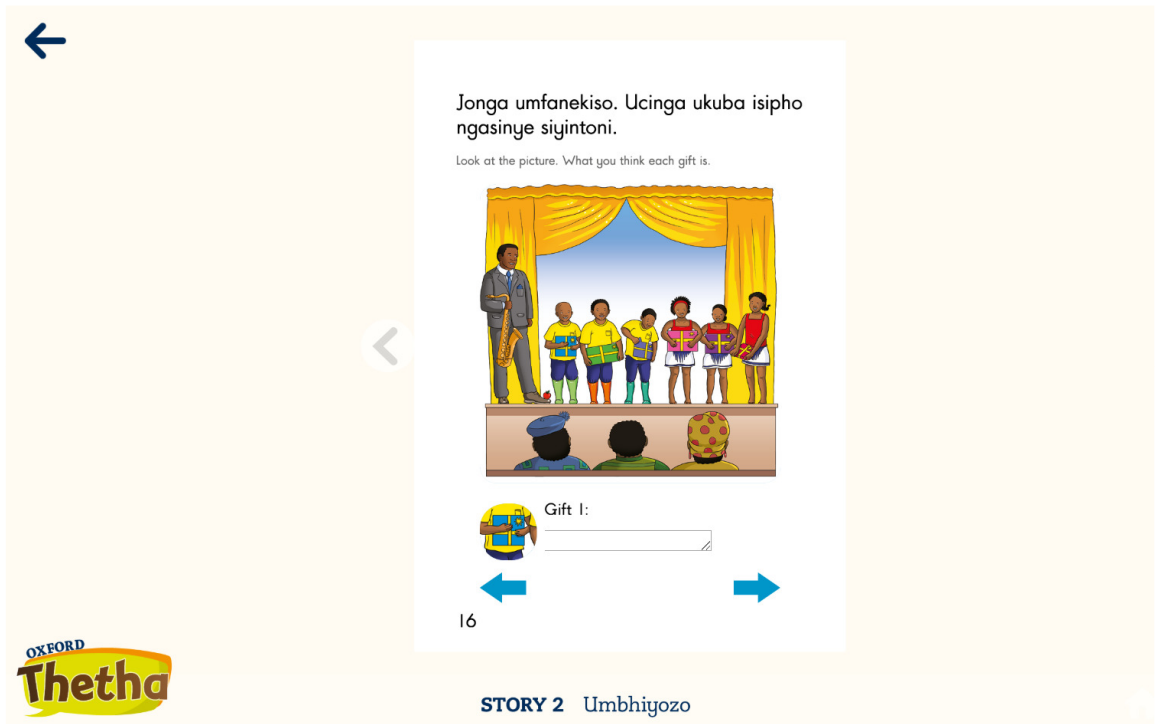 Jonga umfanekiso. Ucinga ukuba isipho
ngasinye siyintoni.
Look at the picture. What you think each gift is.
Gift 1:
16
OXFORD
Thetha
STORY 2 Umbhiyozo